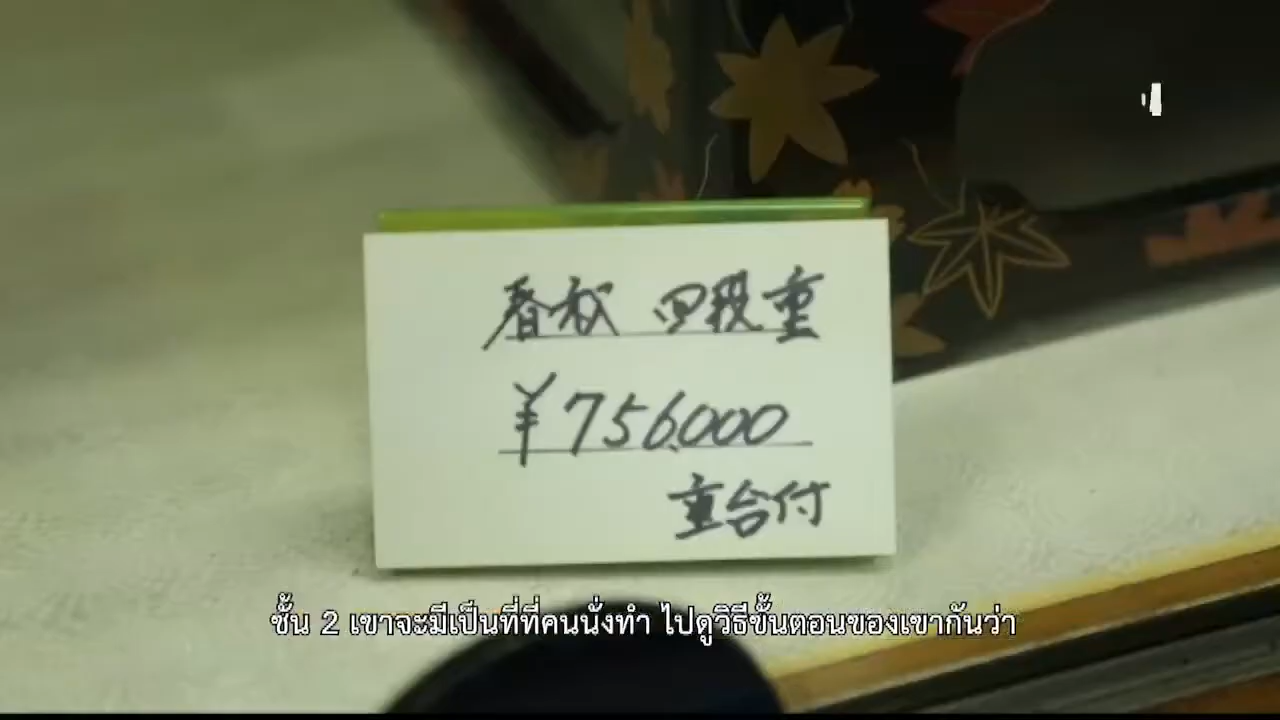 春秋 四段重
¥756,000
重台付
ชั้น 2 เขาจะมีเป็นที่ที่คนนั่งทำ ไปดูวิธีขั้นตอนของเขากันว่า